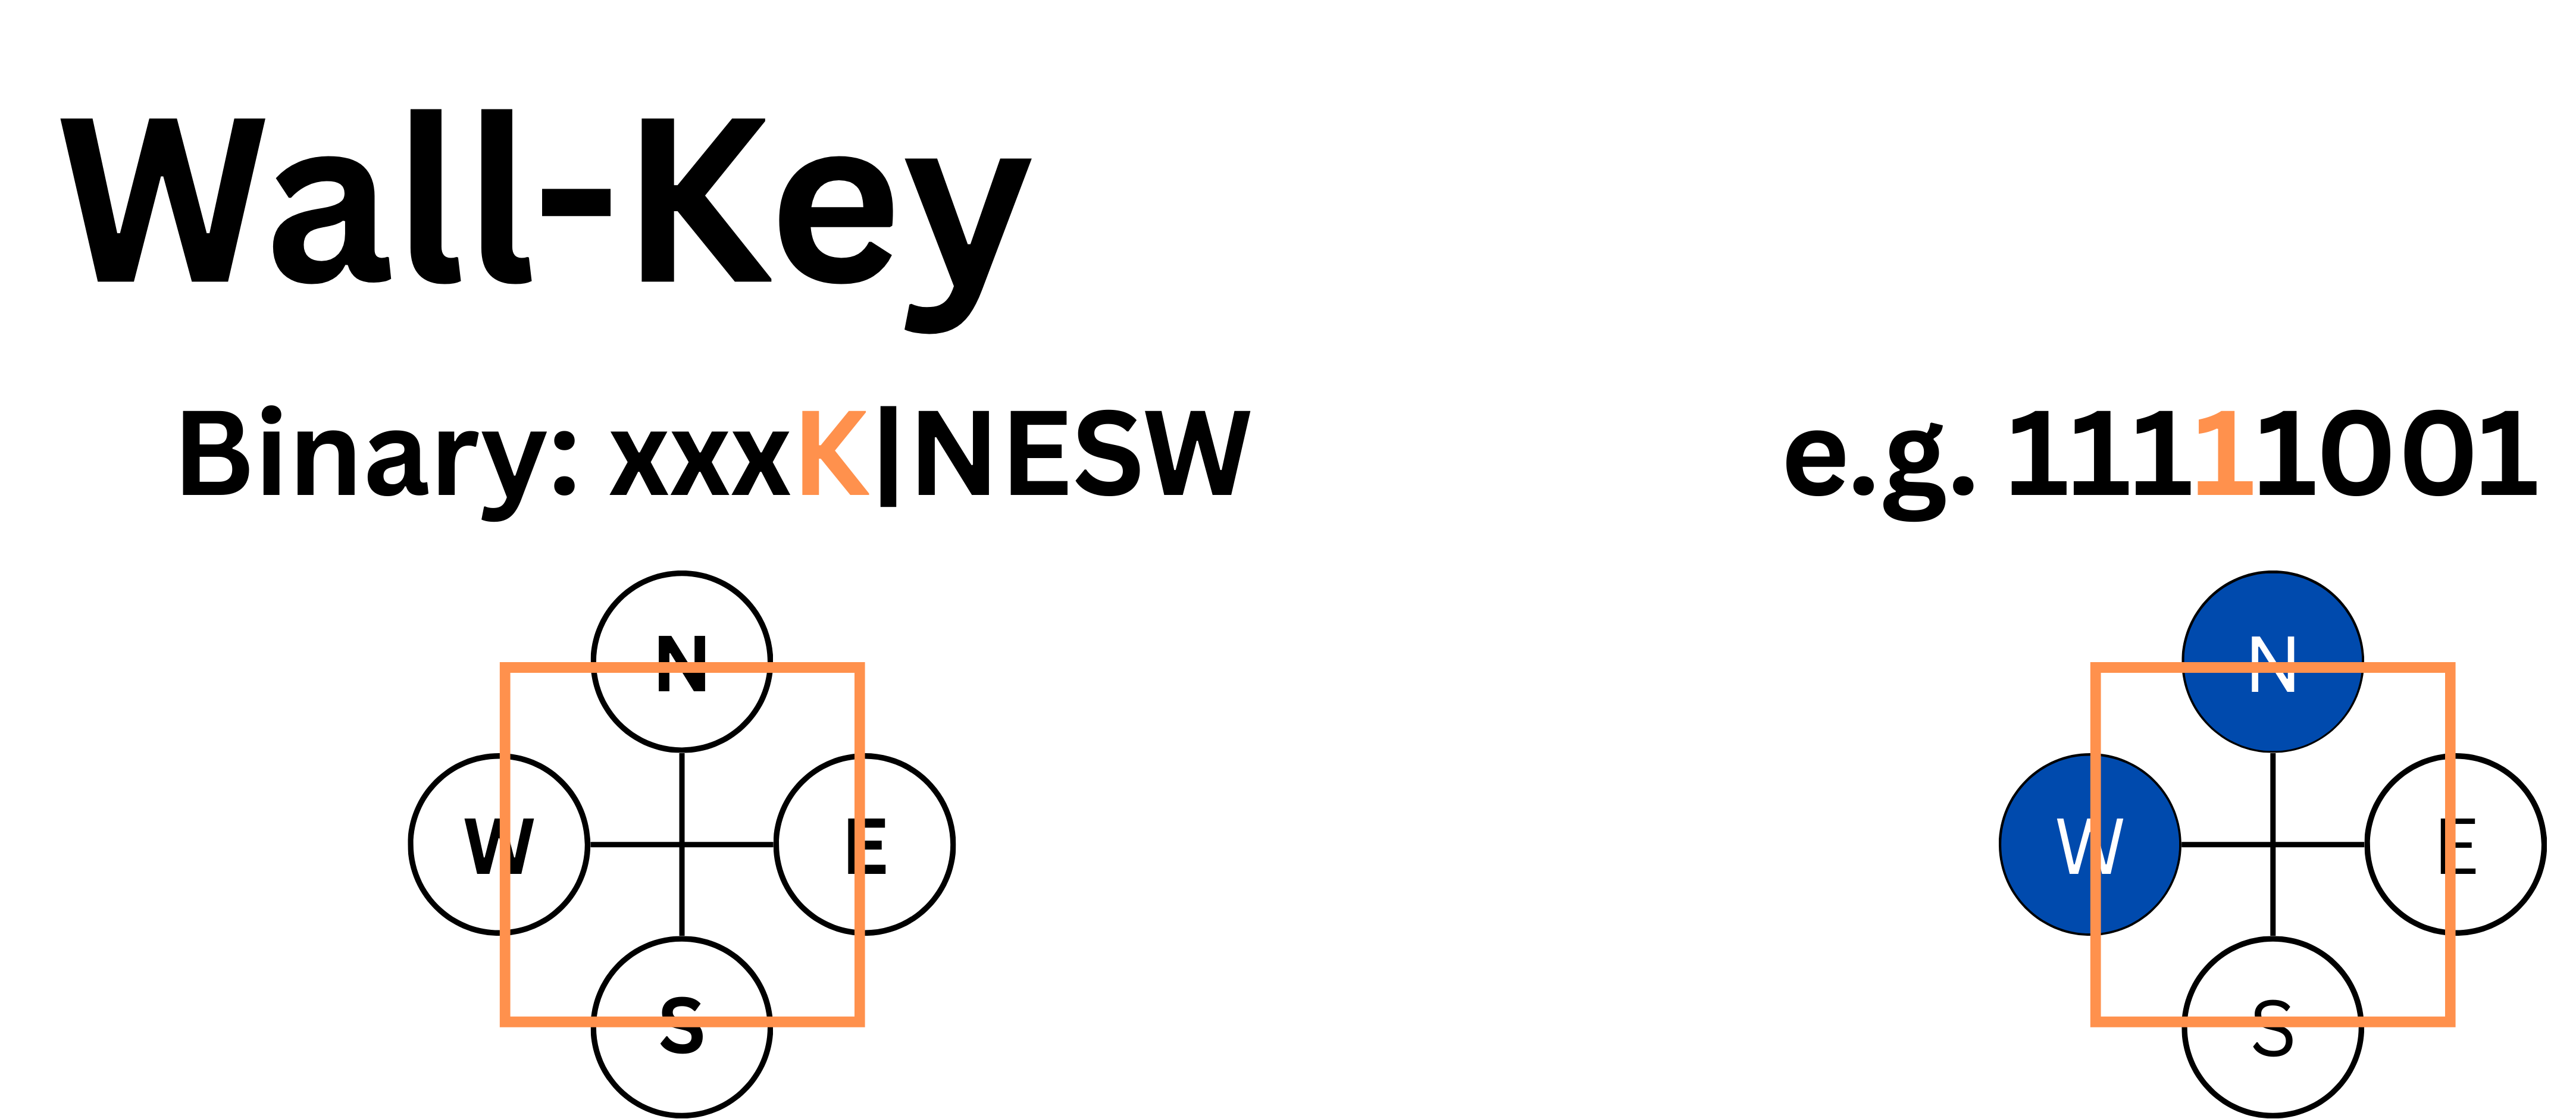 Wall-Key
Binary: xxxK|NESW
e.g. 11111001
N
W E
S
N
W E
S